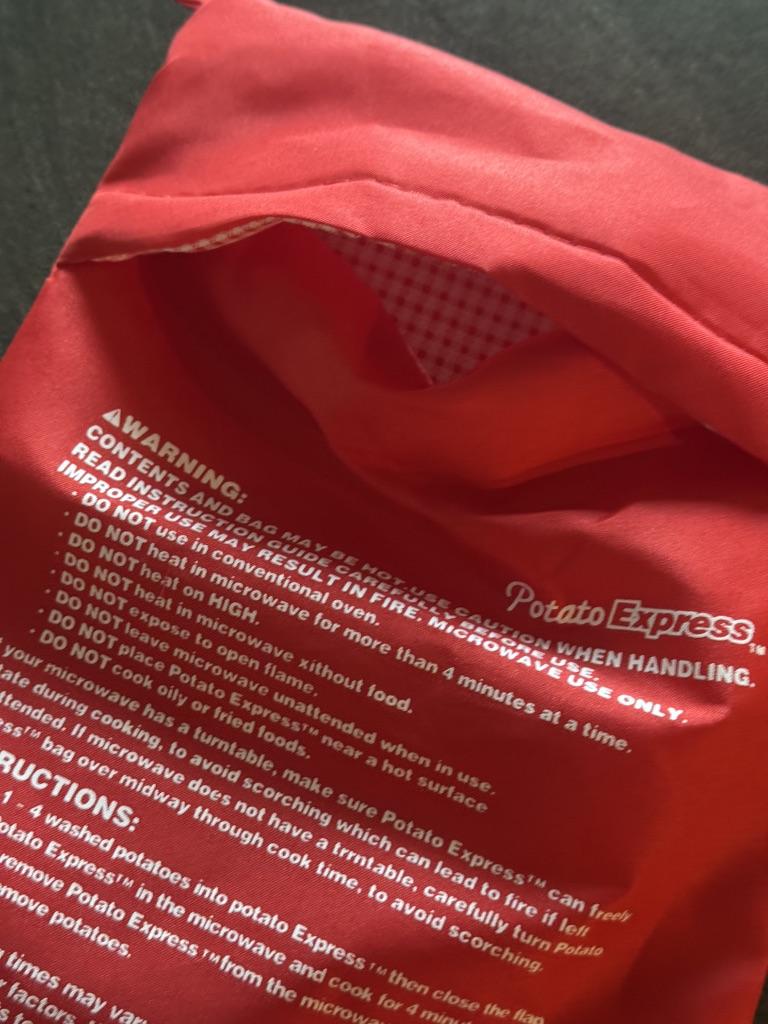 Potato Express™
WARNING:
CONTENTS AND BAG MAY BE HOT, USE CAUTION WHEN HANDLING.
READ INSTRUCTION GUIDE CAREFULLY BEFORE USE.
IMPROPER USE MAY RESULT IN FIRE, MICROWAVE USE ONLY.
· DO NOT use in conventional oven.
· DO NOT heat in microwave for more than 4 minutes at a time.
· DO NOT heat on HIGH.
· DO NOT heat in microwave xithout food.
· DO NOT expose to open flame.
· DO NOT leave microwave unattended when in use.
· DO NOT place Potato Express™ near a hot surface
· DO NOT cook oily or fried foods.
your microwave has a turntable, make sure Potato Express™ can freely
tate during cooking, to avoid scorching which can lead to fire if left
ttended. If microwave does not have a trrntable, carefully turn Potato
ess™ bag over midway through cook time, to avoid scorching.
RUCTIONS:
1 - 4 washed potatoes into potato Express™ then close the flap
otato Express™ in the microwave and cook for 4 minut
remove Potato Express™ from the microwav
move potatoes.
times may vary
factors.